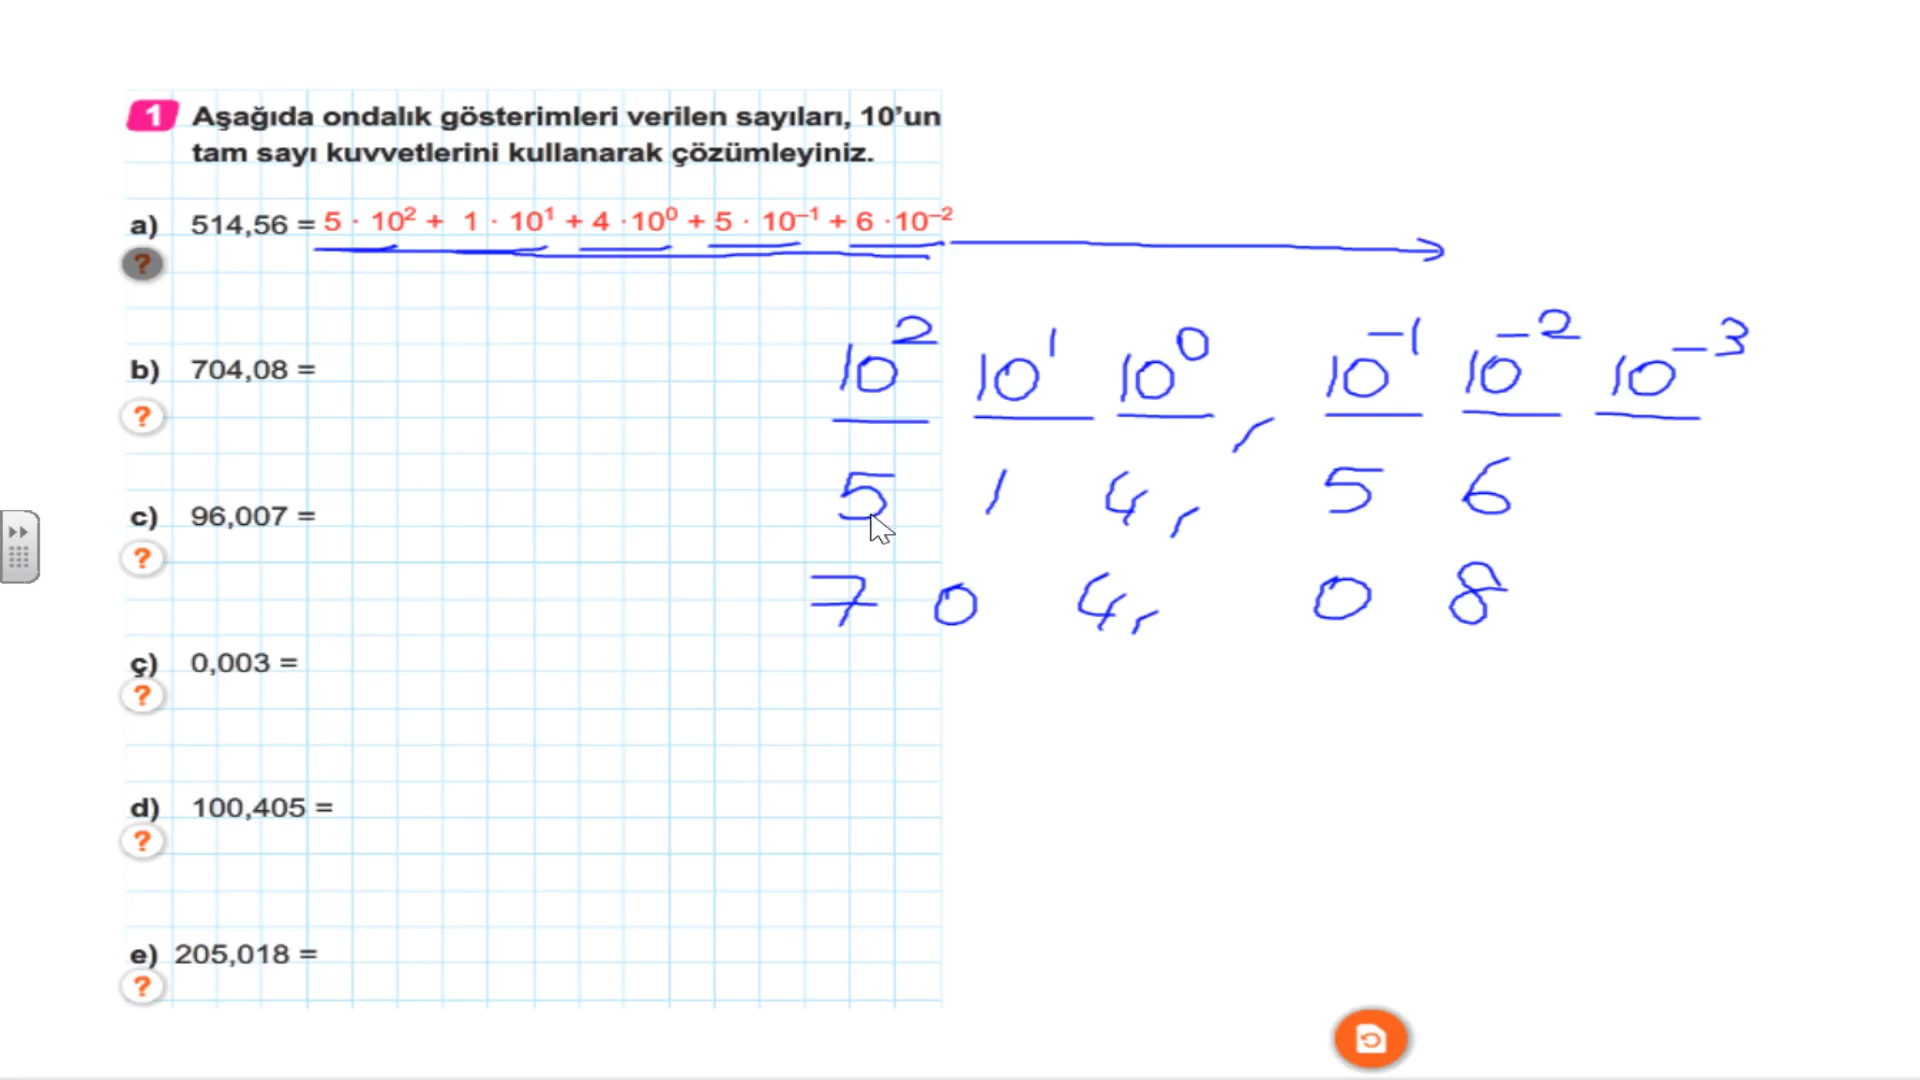 1 Aşağıda ondalık gösterimleri verilen sayıları, 10'un
tam sayı kuvvetlerini kullanarak çözümleyiniz.
a) 514,56 = 5 · 10² + 1 · 10¹ + 4 · 10⁰ + 5 · 10⁻¹ + 6 · 10⁻²
?
10² 10¹ 10⁰ , 10⁻¹ 10⁻² 10⁻³
b) 704,08 =
?
5 1 4, 5 6
c) 96,007 =
?
7 0 4, 0 8
ç) 0,003 =
?
d) 100,405 =
?
e) 205,018 =
?